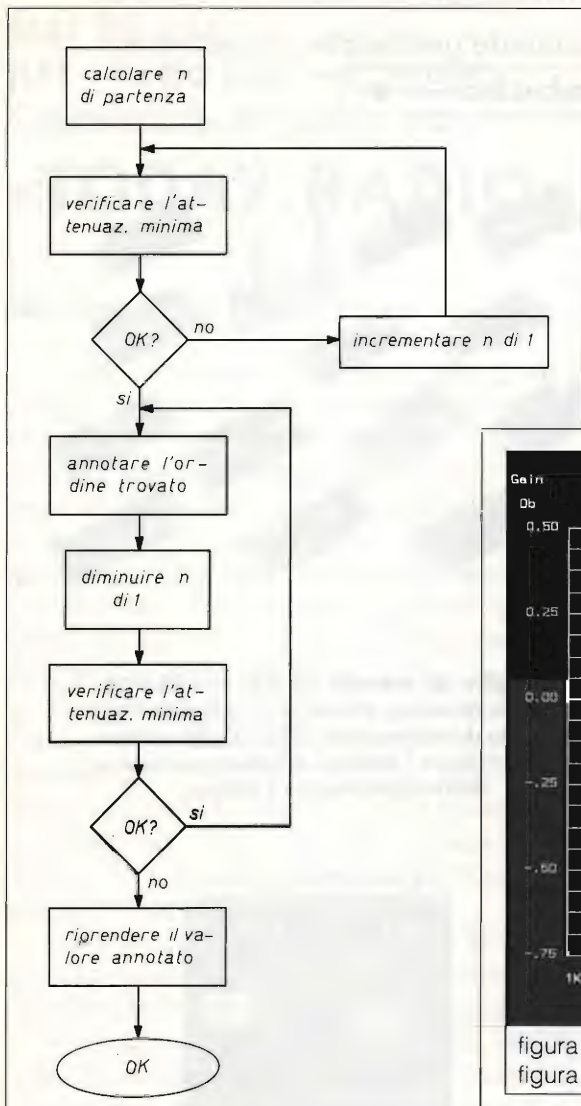 calcolare n
di partenza
verificare l'at-
tenuaz. minima
OK?
no
incrementare n di 1
si
annotare l'or-
dine trovato
diminuire n
di 1
verificare l'at-
tenuaz. minima
OK?
si
no
riprendere il va-
lore annotato
OK
Gain
Db
0.50
0.25
0.00
-.25
-.50
-.75
1K
figura
figura